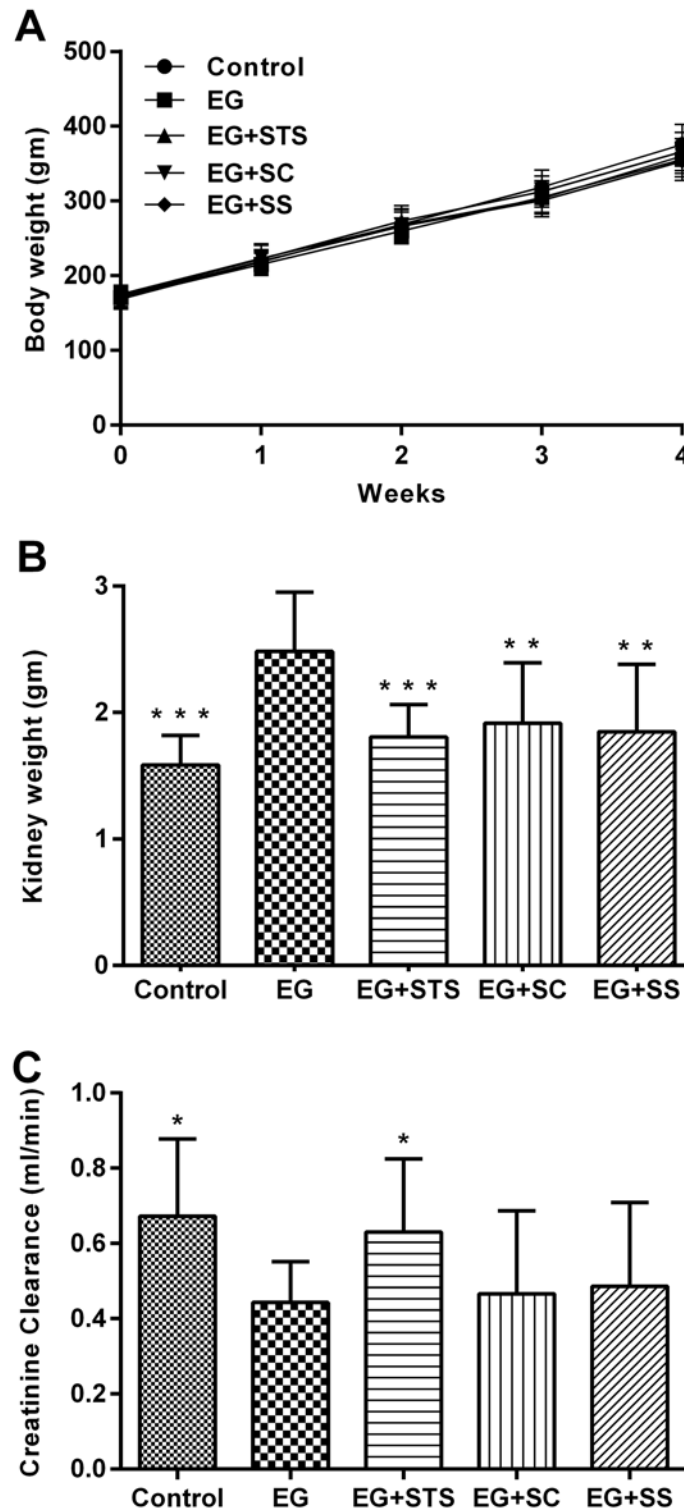 A
Body weight (gm)
500
400
300
200
100
0
Control
EG
EG+STS
EG+SC
EG+SS
0 1 2 3 4
Weeks
B
Kidney weight (gm)
3
2
1
0
* * *
* * *
* *
* *
Control EG EG+STS EG+SC EG+SS
C
Creatinine Clearance (ml/min)
1.0
0.8
0.6
0.4
0.2
0.0
*
*
Control EG EG+STS EG+SC EG+SS